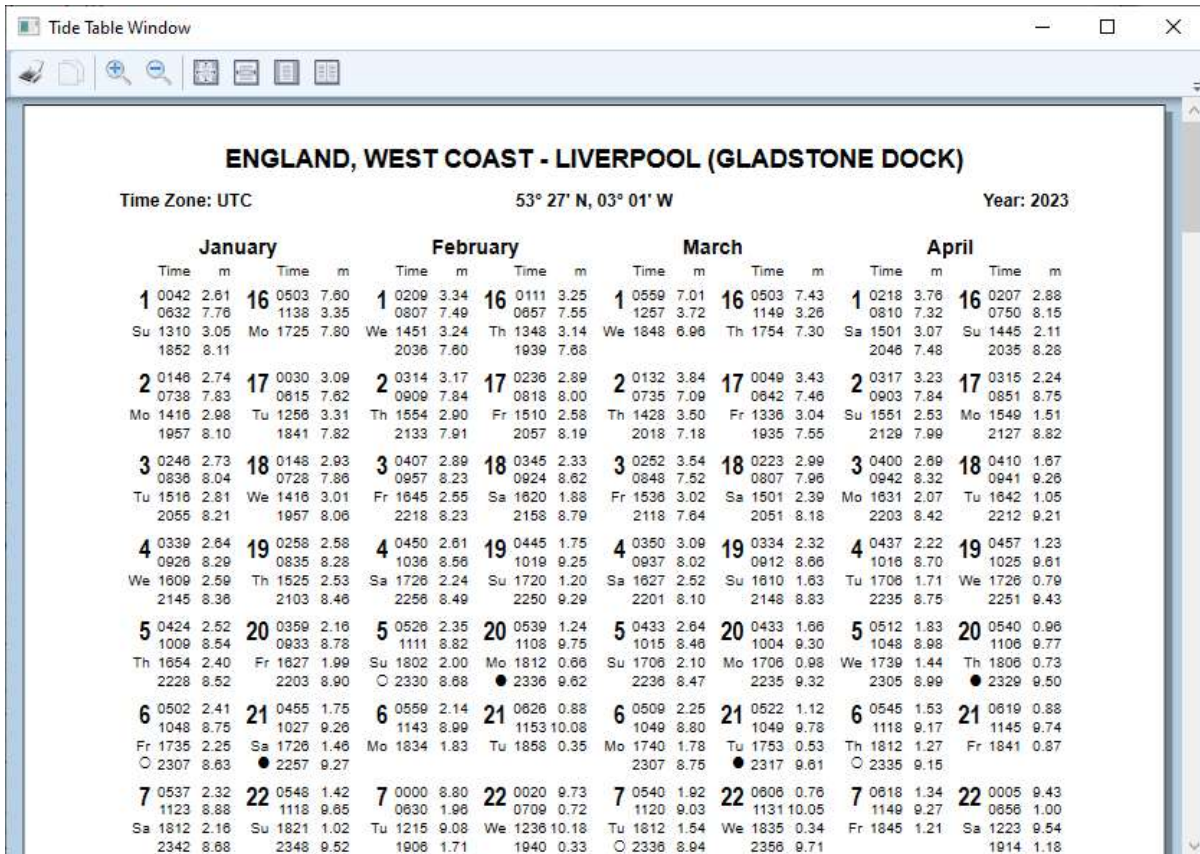 Tide Table Window
ENGLAND, WEST COAST - LIVERPOOL (GLADSTONE DOCK)
Time Zone: UTC 53° 27' N, 03° 01' W Year: 2023
January February March April
Time m Time m Time m Time m Time m Time m Time m Time m
1 0042 2.61 16 0503 7.60 1 0209 3.34 16 0111 3.25 1 0559 7.01 16 0503 7.43 1 0218 3.76 16 0207 2.88
0632 7.76 1138 3.35 0807 7.49 0657 7.55 1257 3.72 1149 3.26 0810 7.32 0750 8.15
Su 1310 3.05 Mo 1725 7.80 We 1451 3.24 Th 1348 3.14 We 1848 6.96 Th 1754 7.30 Sa 1501 3.07 Su 1445 2.11
1852 8.11 2036 7.60 1939 7.68 2046 7.48 2035 8.28
2 0146 2.74 17 0030 3.09 2 0314 3.17 17 0236 2.89 2 0132 3.84 17 0049 3.43 2 0317 3.23 17 0315 2.24
0738 7.83 0615 7.62 0909 7.84 0818 8.00 0735 7.09 0642 7.46 0903 7.84 0851 8.75
Mo 1416 2.98 Tu 1256 3.31 Th 1554 2.90 Fr 1510 2.58 Th 1428 3.50 Fr 1336 3.04 Su 1551 2.53 Mo 1549 1.51
1957 8.10 1841 7.82 2133 7.91 2057 8.19 2018 7.18 1935 7.55 2129 7.99 2127 8.82
3 0246 2.73 18 0148 2.93 3 0407 2.89 18 0345 2.33 3 0252 3.54 18 0223 2.99 3 0400 2.69 18 0410 1.67
0836 8.04 0728 7.86 0957 8.23 0924 8.62 0848 7.52 0807 7.96 0942 8.32 0941 9.26
Tu 1516 2.81 We 1416 3.01 Fr 1645 2.55 Sa 1620 1.88 Fr 1536 3.02 Sa 1501 2.39 Mo 1631 2.07 Tu 1642 1.05
2055 8.21 1957 8.06 2218 8.23 2158 8.79 2118 7.64 2051 8.18 2203 8.42 2212 9.21
4 0339 2.64 19 0258 2.58 4 0450 2.61 19 0445 1.75 4 0350 3.09 19 0334 2.32 4 0437 2.22 19 0457 1.23
0926 8.29 0835 8.28 1036 8.56 1019 9.25 0937 8.02 0912 8.66 1016 8.70 1025 9.61
We 1609 2.59 Th 1525 2.53 Sa 1726 2.24 Su 1720 1.20 Sa 1627 2.52 Su 1610 1.63 Tu 1706 1.71 We 1726 0.79
2145 8.36 2103 8.46 2256 8.49 2250 9.29 2201 8.10 2148 8.83 2235 8.75 2251 9.43
5 0424 2.52 20 0359 2.16 5 0526 2.35 20 0539 1.24 5 0433 2.64 20 0433 1.66 5 0512 1.83 20 0540 0.96
1009 8.54 0933 8.78 1111 8.82 1108 9.75 1015 8.46 1004 9.30 1048 8.98 1106 9.77
Th 1654 2.40 Fr 1627 1.99 Su 1802 2.00 Mo 1812 0.66 Su 1706 2.10 Mo 1706 0.98 We 1739 1.44 Th 1806 0.73
2228 8.52 2203 8.90 ○ 2330 8.68 ● 2336 9.62 2236 8.47 2235 9.32 2305 8.99 ● 2329 9.50
6 0502 2.41 21 0455 1.75 6 0559 2.14 21 0626 0.88 6 0509 2.25 21 0522 1.12 6 0545 1.53 21 0619 0.88
1048 8.75 1027 9.26 1143 8.99 1153 10.08 1049 8.80 1049 9.78 1118 9.17 1145 9.74
Fr 1735 2.25 Sa 1726 1.46 Mo 1834 1.83 Tu 1858 0.35 Mo 1740 1.78 Tu 1753 0.53 Th 1812 1.27 Fr 1841 0.87
○ 2307 8.63 ● 2257 9.27 2307 8.75 ● 2317 9.61 ○ 2335 9.15
7 0537 2.32 22 0548 1.42 7 0000 8.80 22 0020 9.73 7 0540 1.92 22 0606 0.76 7 0618 1.34 22 0005 9.43
1123 8.88 1118 9.65 0630 1.96 0709 0.72 1120 9.03 1131 10.05 1149 9.27 0656 1.00
Sa 1812 2.16 Su 1821 1.02 Tu 1215 9.08 We 1236 10.18 Tu 1812 1.54 We 1835 0.34 Fr 1845 1.21 Sa 1223 9.54
2342 8.68 2348 9.52 1906 1.71 1940 0.33 ○ 2336 8.94 2356 9.71 1914 1.18